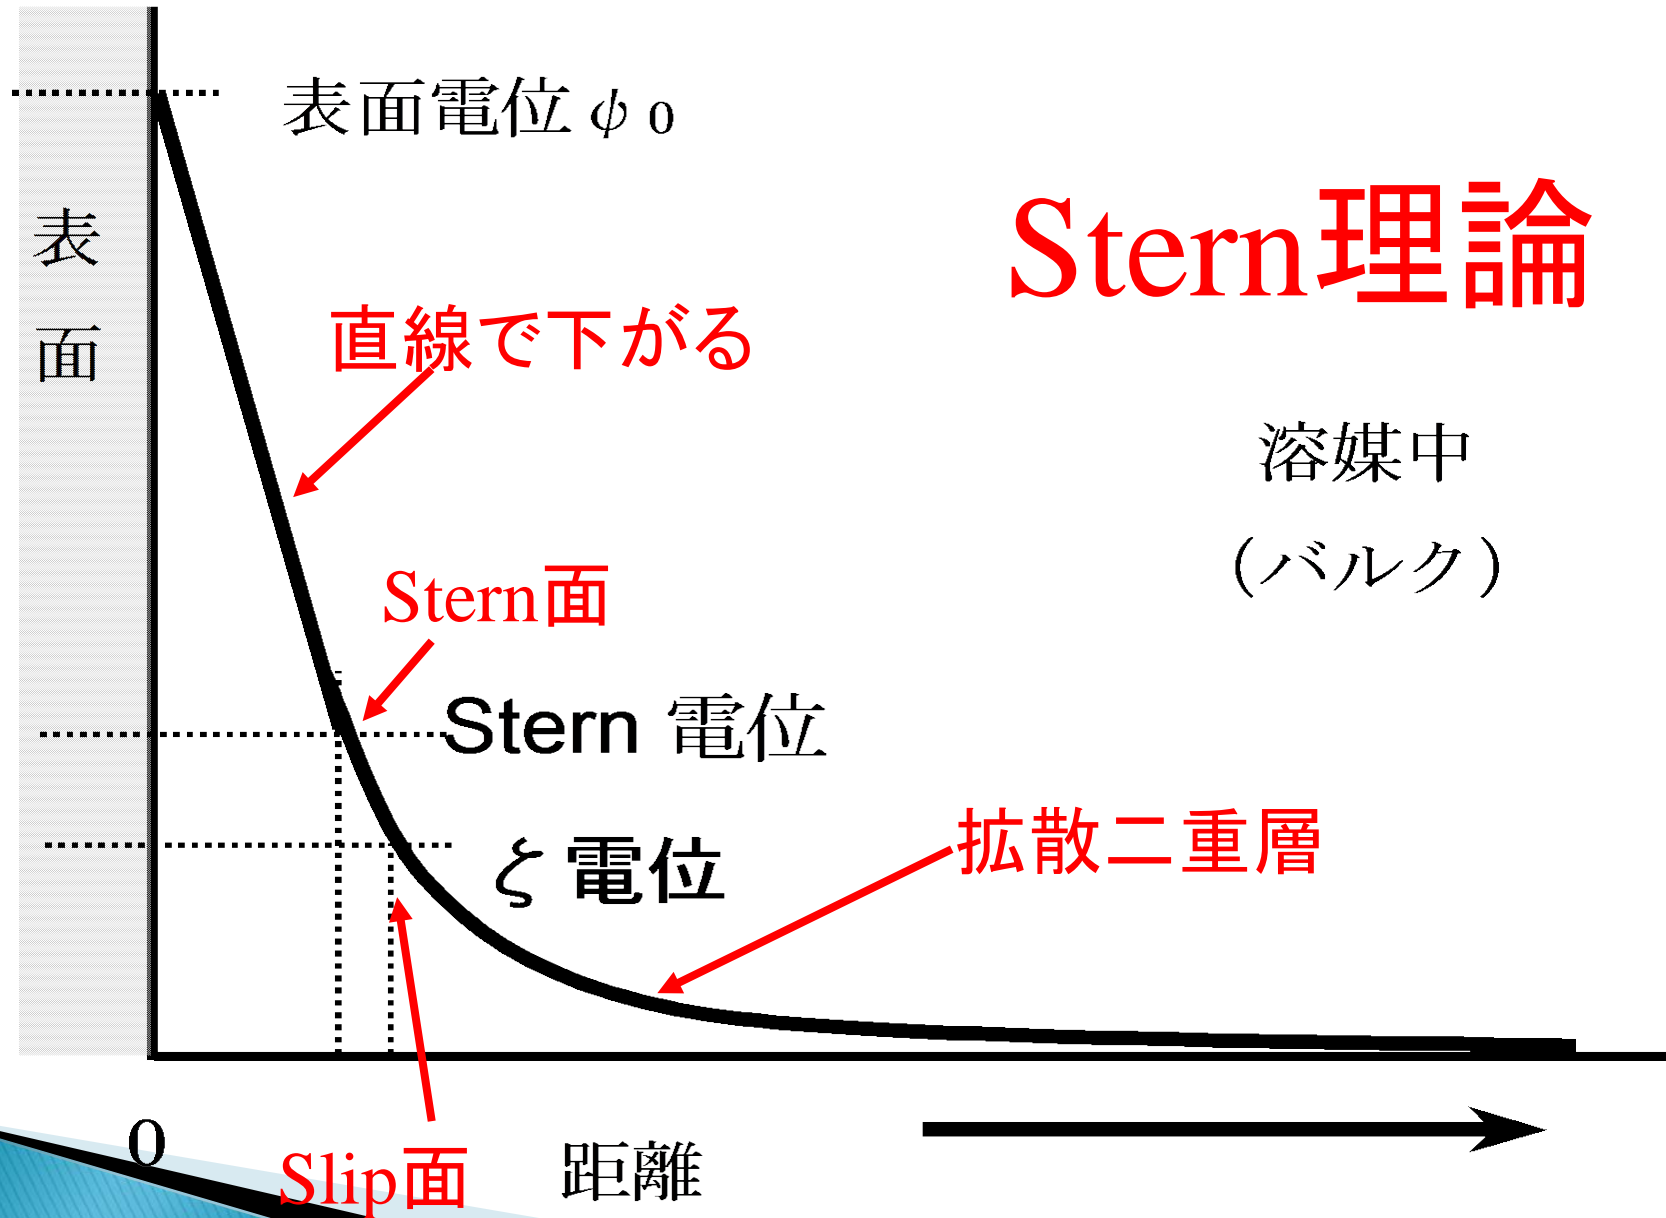 表面電位ψ0
Stern理論
表
面
直線で下がる
溶媒中
(バルク)
Stern面
Stern 電位
拡散二重層
ζ電位
0
Slip面
距離